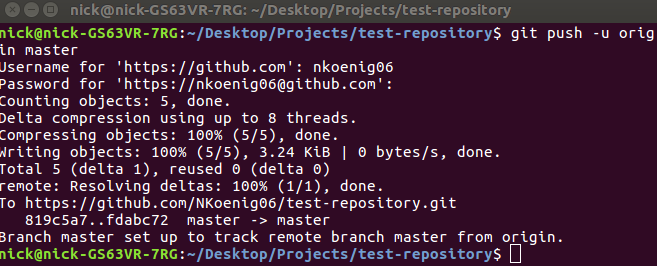 nick@nick-GS63VR-7RG: ~/Desktop/Projects/test-repository
nick@nick-GS63VR-7RG:~/Desktop/Projects/test-repository$ git push -u orig
in master
Username for 'https://github.com': nkoenig06
Password for 'https://nkoenig06@github.com':
Counting objects: 5, done.
Delta compression using up to 8 threads.
Compressing objects: 100% (5/5), done.
Writing objects: 100% (5/5), 3.24 KiB | 0 bytes/s, done.
Total 5 (delta 1), reused 0 (delta 0)
remote: Resolving deltas: 100% (1/1), done.
To https://github.com/NKoenig06/test-repository.git
   819c5a7..fdabc72  master -> master
Branch master set up to track remote branch master from origin.
nick@nick-GS63VR-7RG:~/Desktop/Projects/test-repository$